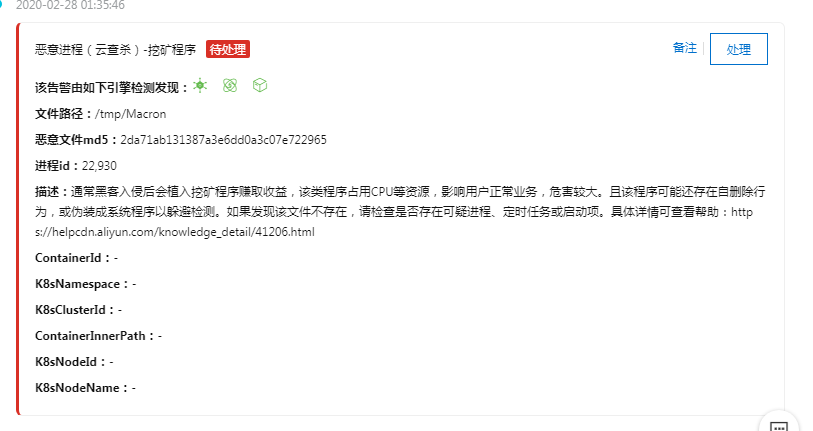 2020-02-28 01:35:46
恶意进程（云查杀）-挖矿程序 待处理 备注 处理
该告警由如下引擎检测发现：
文件路径：/tmp/Macron
恶意文件md5：2da71ab131387a3e6dd0a3c07e722965
进程id：22,930
描述：通常黑客入侵后会植入挖矿程序赚取收益，该类程序占用CPU等资源，影响用户正常业务，危害较大。且该程序可能还存在自删除行
为，或伪装成系统程序以躲避检测。如果发现该文件不存在，请检查是否存在可疑进程、定时任务或启动项。具体详情可查看帮助：http
s://helpcdn.aliyun.com/knowledge_detail/41206.html
ContainerId：-
K8sNamespace：-
K8sClusterId：-
ContainerInnerPath：-
K8sNodeId：-
K8sNodeName：-